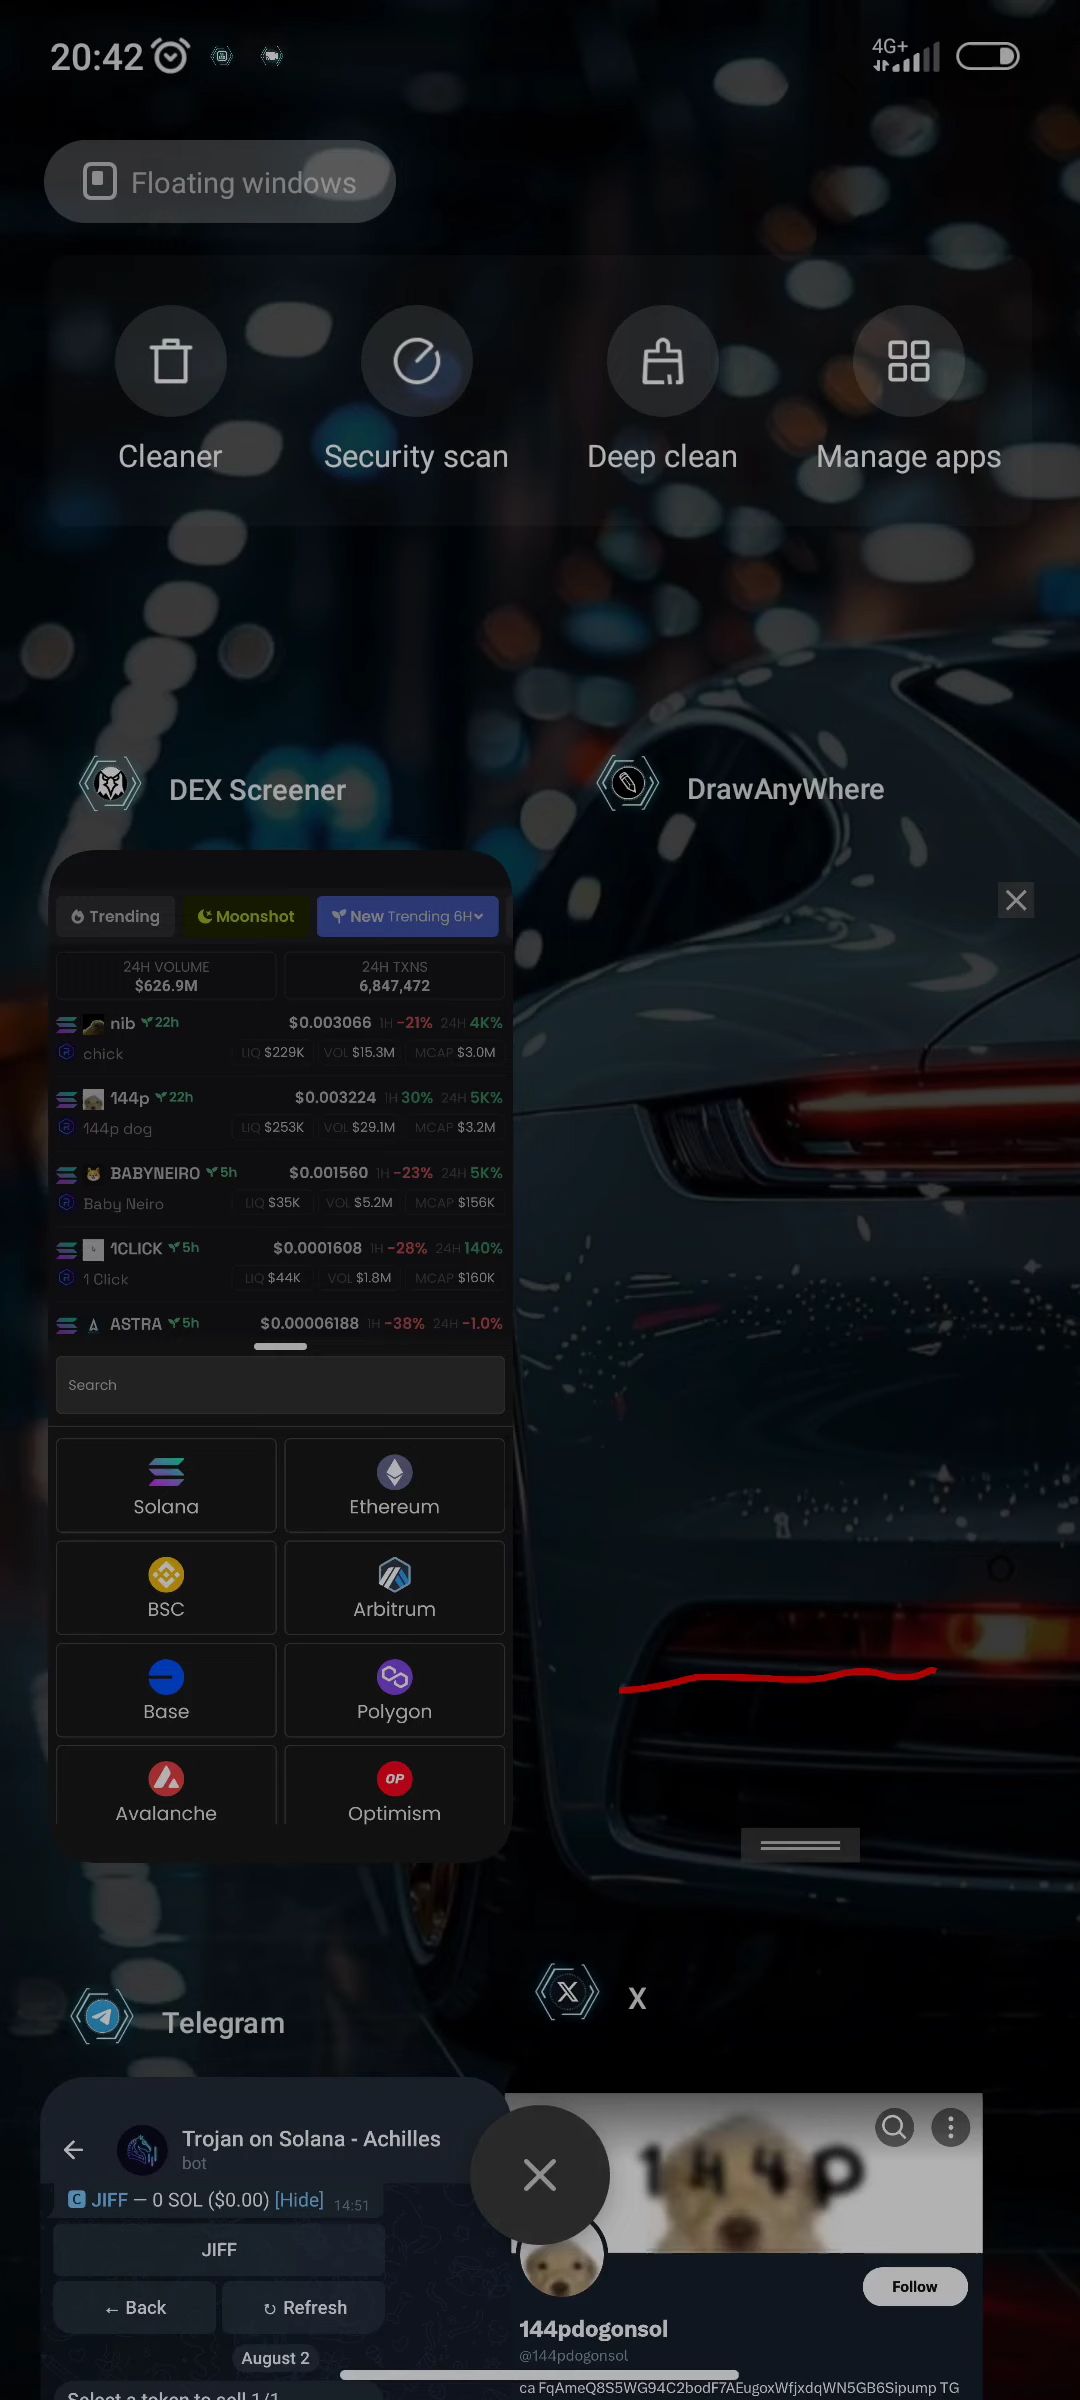 20:42
4G+
Floating windows
Cleaner
Security scan
Deep clean
Manage apps
DEX Screener
DrawAnyWhere
Trending
Moonshot
New Trending 6H
24H VOLUME
$626.9M
24H TXNS
6,847,472
nib 22h $0.003066 1H -21% 24H 4K%
chick LIQ $229K VOL $15.3M MCAP $3.0M
144p 22h $0.003224 1H 30% 24H 5K%
144p dog LIQ $253K VOL $29.1M MCAP $3.2M
BABYNEIRO 5h $0.001560 1H -23% 24H 5K%
Baby Neiro LIQ $35K VOL $5.2M MCAP $156K
1CLICK 5h $0.0001608 1H -28% 24H 140%
1 Click LIQ $44K VOL $1.8M MCAP $160K
ASTRA 5h $0.00006188 1H -38% 24H -1.0%
Search
Solana
Ethereum
BSC
Arbitrum
Base
Polygon
Avalanche
OP
Optimism
Telegram
X
Trojan on Solana - Achilles
bot
C JIFF — 0 SOL ($0.00) [Hide] 14:51
JIFF
← Back
↻ Refresh
August 2
Select a token to sell 1/1
144p
Follow
144pdogonsol
@144pdogonsol
ca FqAmeQ8S5WG94C2bodF7AEugoxWfjxdqWN5GB6Sipump TG